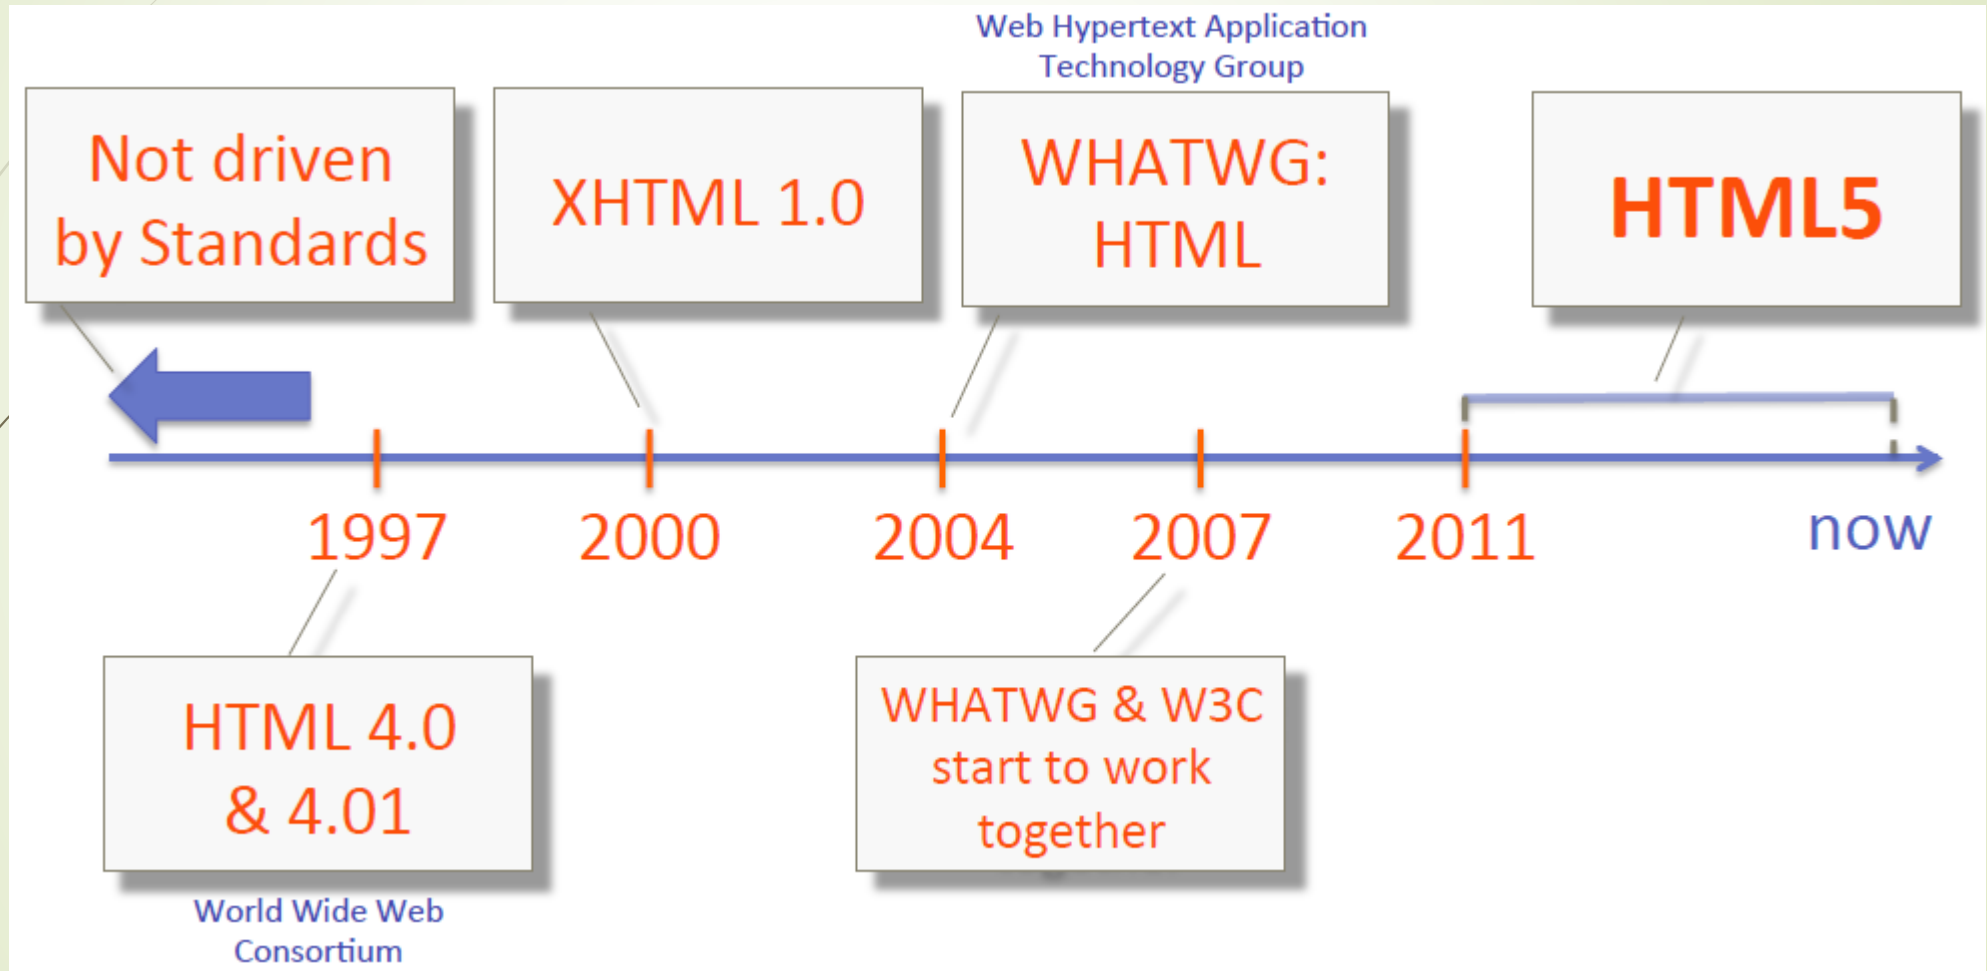 Web Hypertext Application
Technology Group
Not driven
by Standards
XHTML 1.0
WHATWG:
HTML
HTML5
1997
2000
2004
2007
2011
now
HTML 4.0
& 4.01
WHATWG & W3C
start to work
together
World Wide Web
Consortium